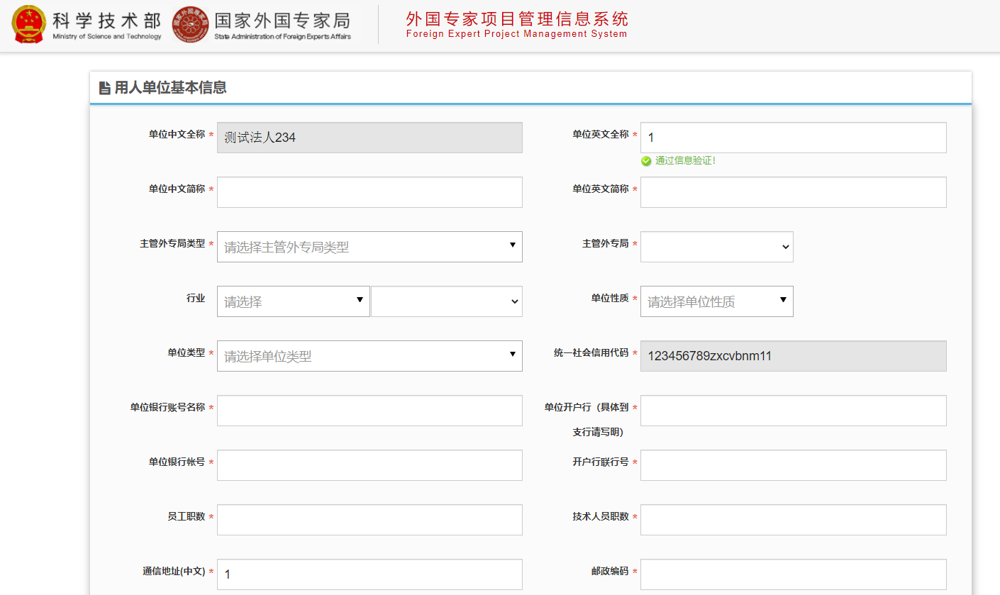 科学技术部
Ministry of Science and Technology
国家外国专家局
State Administration of Foreign Experts Affairs
外国专家项目管理信息系统
Foreign Expert Project Management System
用人单位基本信息
单位中文全称 * 测试法人234
单位英文全称 * 1
通过信息验证!
单位中文简称 *
单位英文简称 *
主管外专局类型 * 请选择主管外专局类型
主管外专局 *
行业 请选择
单位性质 * 请选择单位性质
单位类型 * 请选择单位类型
统一社会信用代码 * 123456789zxcvbnm11
单位银行账号名称 *
单位开户行（具体到 *
支行请写明）
单位银行帐号 *
开户行联行号 *
员工职数 *
技术人员职数 *
通信地址(中文) * 1
邮政编码 *